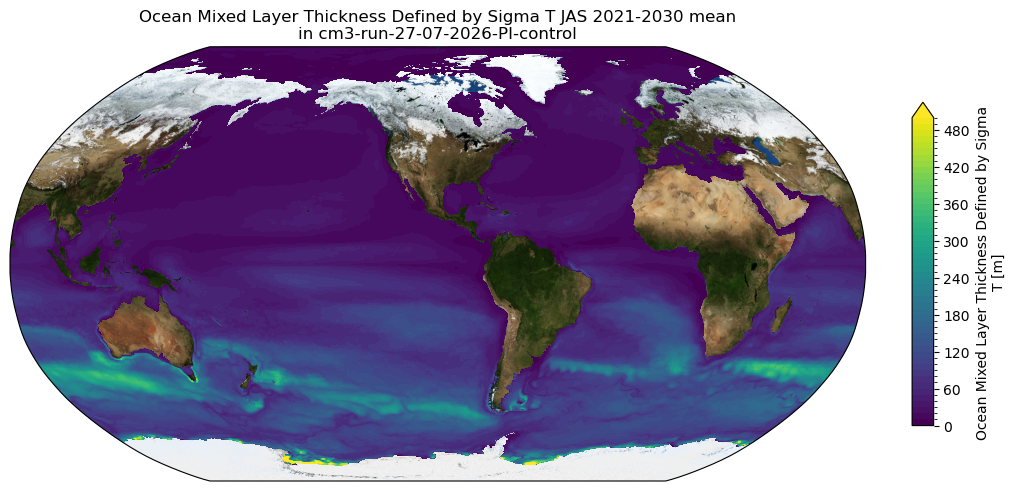 Ocean Mixed Layer Thickness Defined by Sigma T JAS 2021-2030 mean
in cm3-run-27-07-2026-PI-control
480
420
360
300
240
180
120
60
0
Ocean Mixed Layer Thickness Defined by Sigma
T [m]